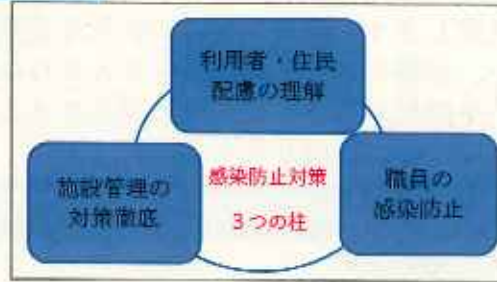 利用者・住民
配慮の理解
感染防止対策
3つの柱
施設管理の
対策徹底
職員の
感染防止